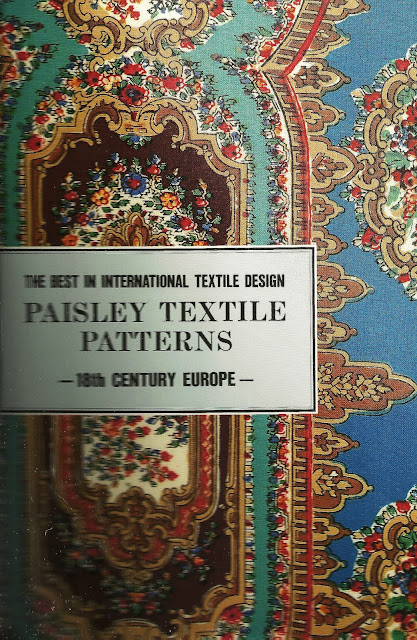 THE BEST IN INTERNATIONAL TEXTILE DESIGN
PAISLEY TEXTILE
PATTERNS
— 18th CENTURY EUROPE —